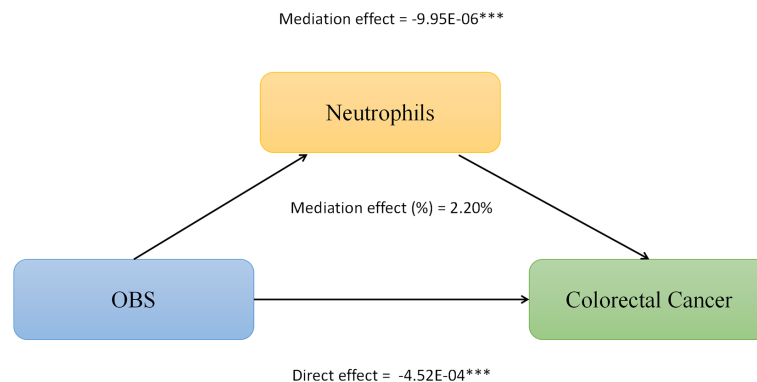 Mediation effect = -9.95E-06***
Neutrophils
Mediation effect (%) = 2.20%
OBS
Colorectal Cancer
Direct effect = -4.52E-04***